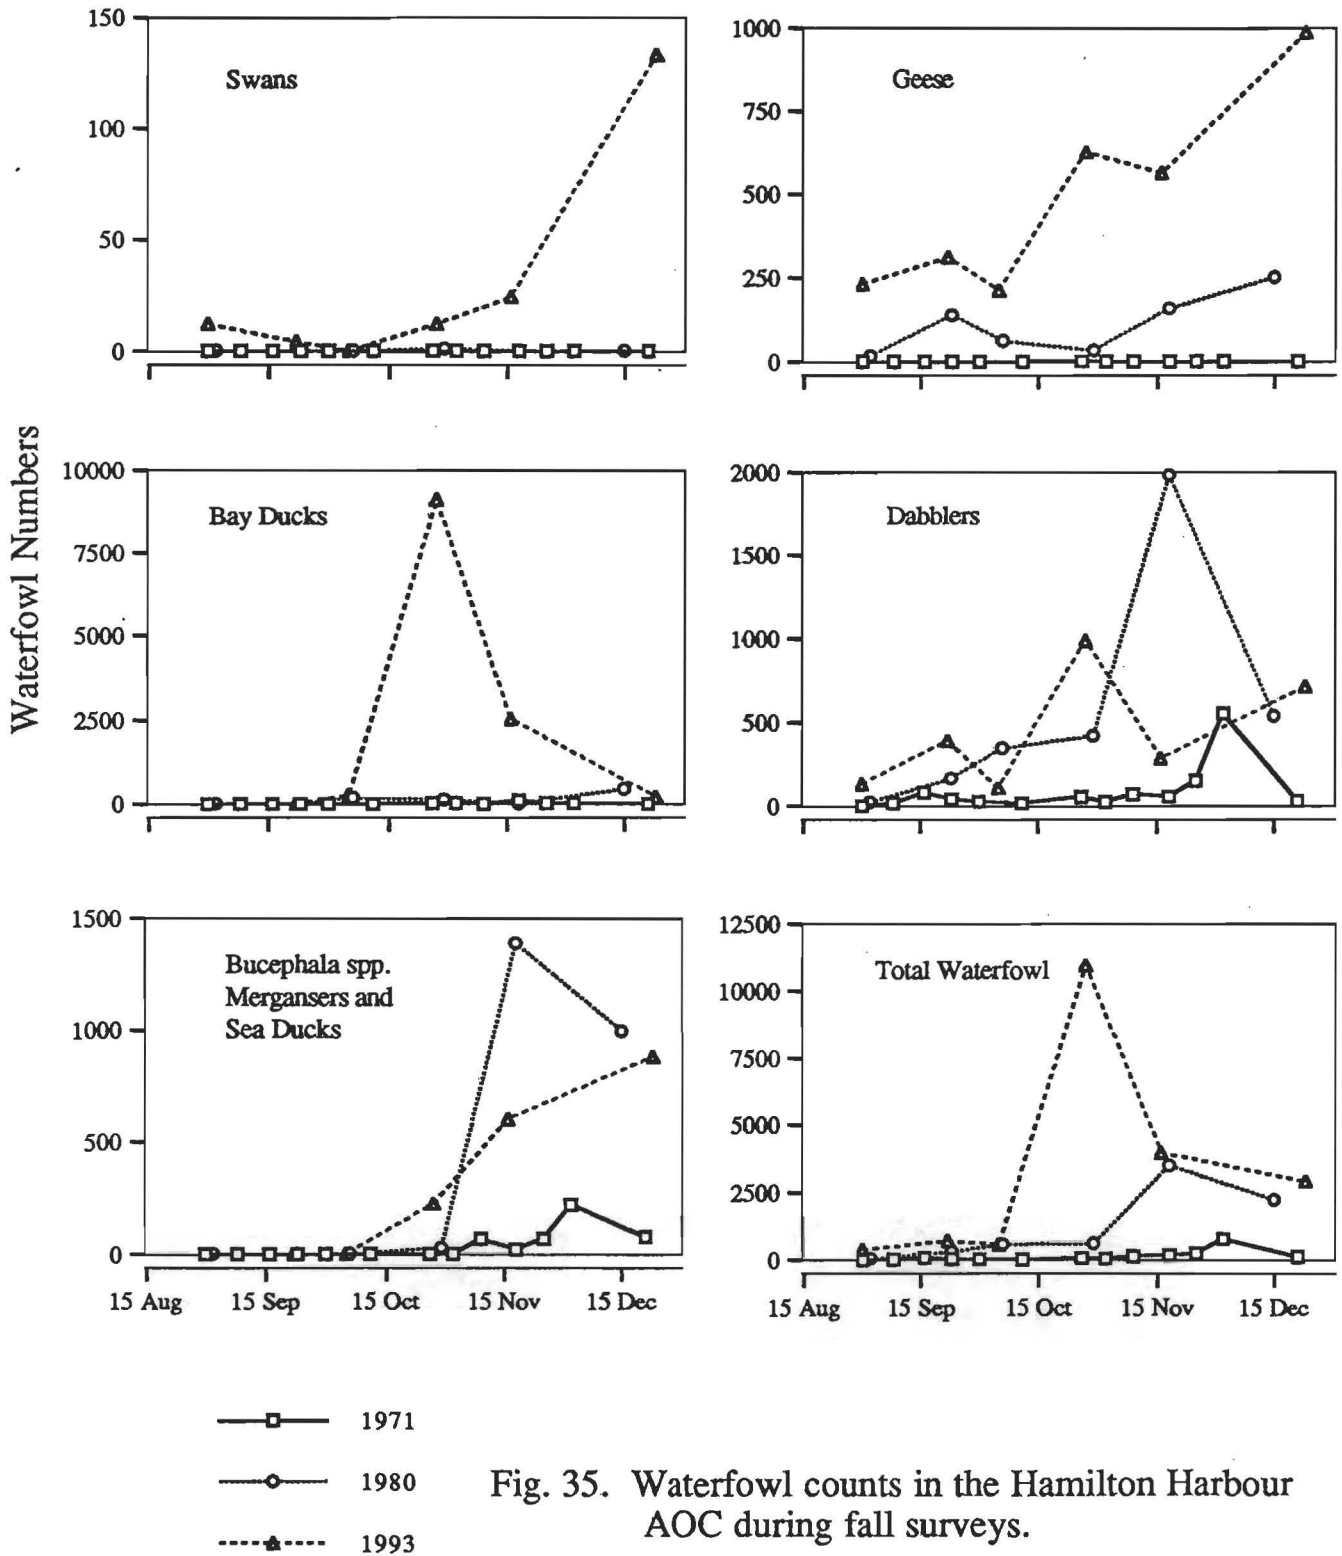 Waterfowl Numbers
150
100
50
0
Swans
1000
750
500
250
0
Geese
10000
7500
5000
2500
0
Bay Ducks
2000
1500
1000
500
0
Dabblers
1500
1000
500
0
Bucephala spp.
Mergansers and
Sea Ducks
15 Aug 15 Sep 15 Oct 15 Nov 15 Dec
12500
10000
7500
5000
2500
0
Total Waterfowl
15 Aug 15 Sep 15 Oct 15 Nov 15 Dec
1971
1980
1993
Fig. 35. Waterfowl counts in the Hamilton Harbour
AOC during fall surveys.